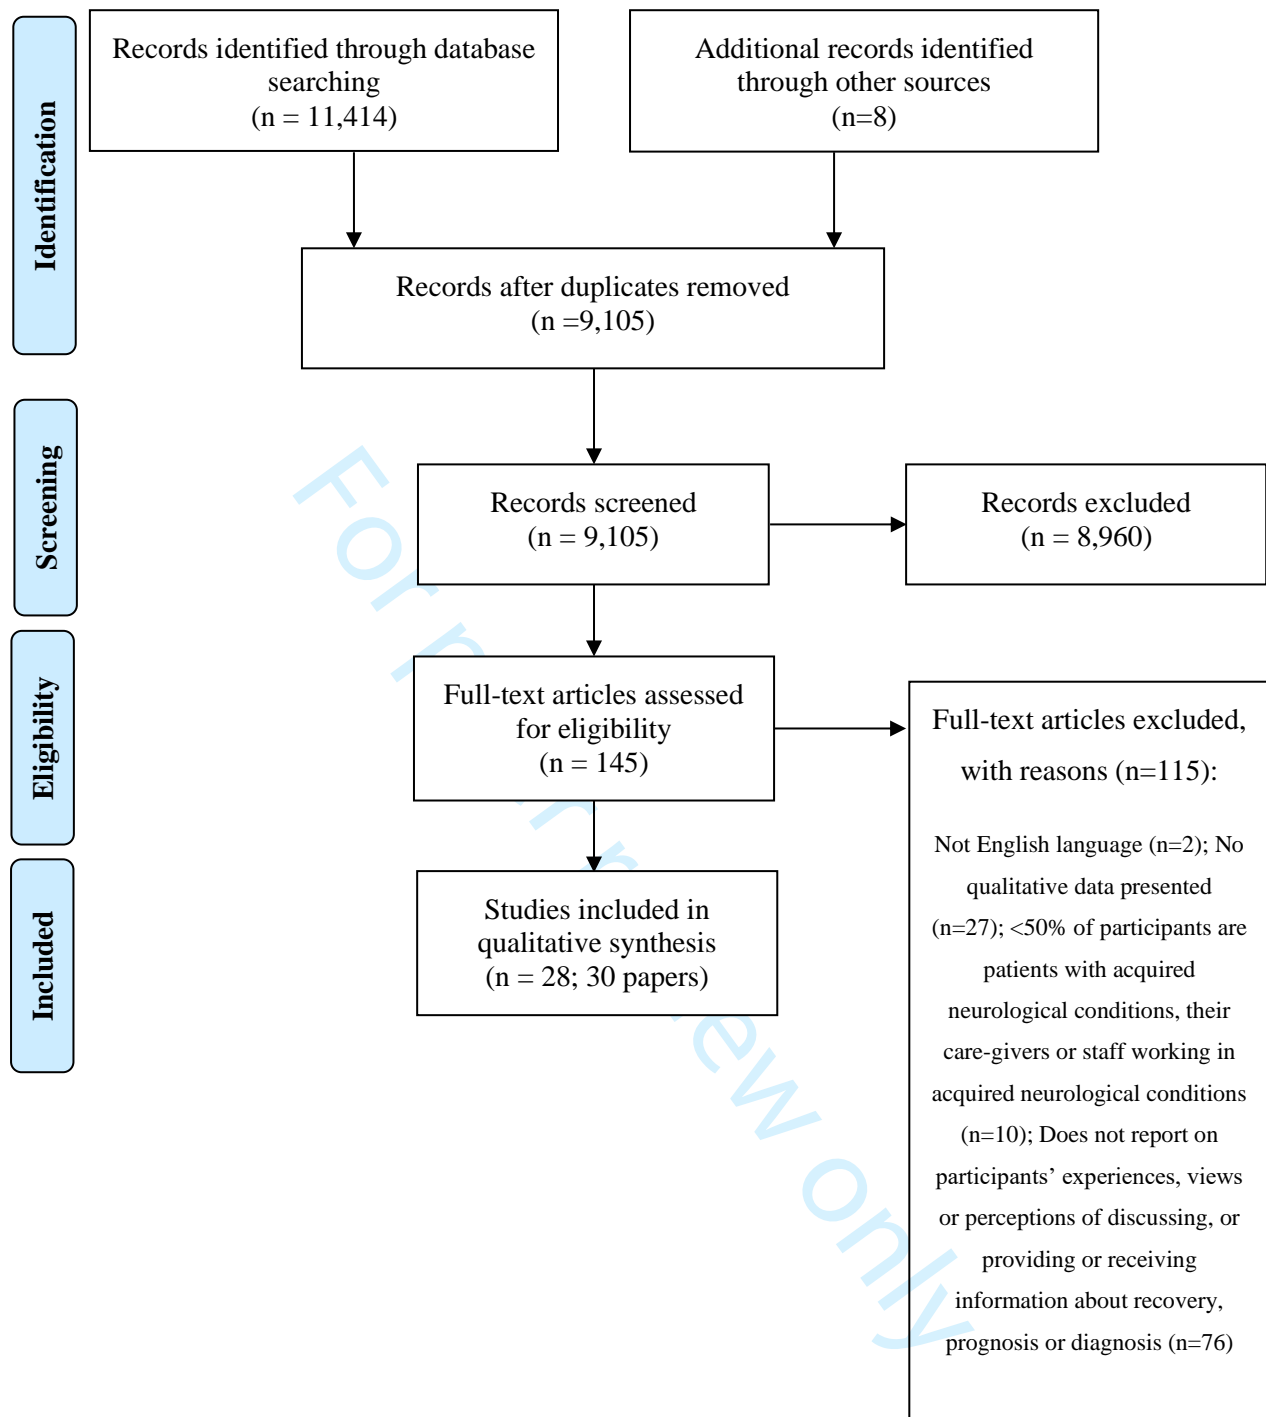 Identification
Records identified through database
searching
(n = 11,414)
Additional records identified
through other sources
(n=8)
Records after duplicates removed
(n =9,105)
Screening
Records screened
(n = 9,105)
Records excluded
(n = 8,960)
Eligibility
Full-text articles assessed
for eligibility
(n = 145)
Full-text articles excluded,
with reasons (n=115):
Not English language (n=2); No
qualitative data presented
(n=27); <50% of participants are
patients with acquired
neurological conditions, their
care-givers or staff working in
acquired neurological conditions
(n=10); Does not report on
participants’ experiences, views
or perceptions of discussing, or
providing or receiving
information about recovery,
prognosis or diagnosis (n=76)
Included
Studies included in
qualitative synthesis
(n = 28; 30 papers)
For peer review only